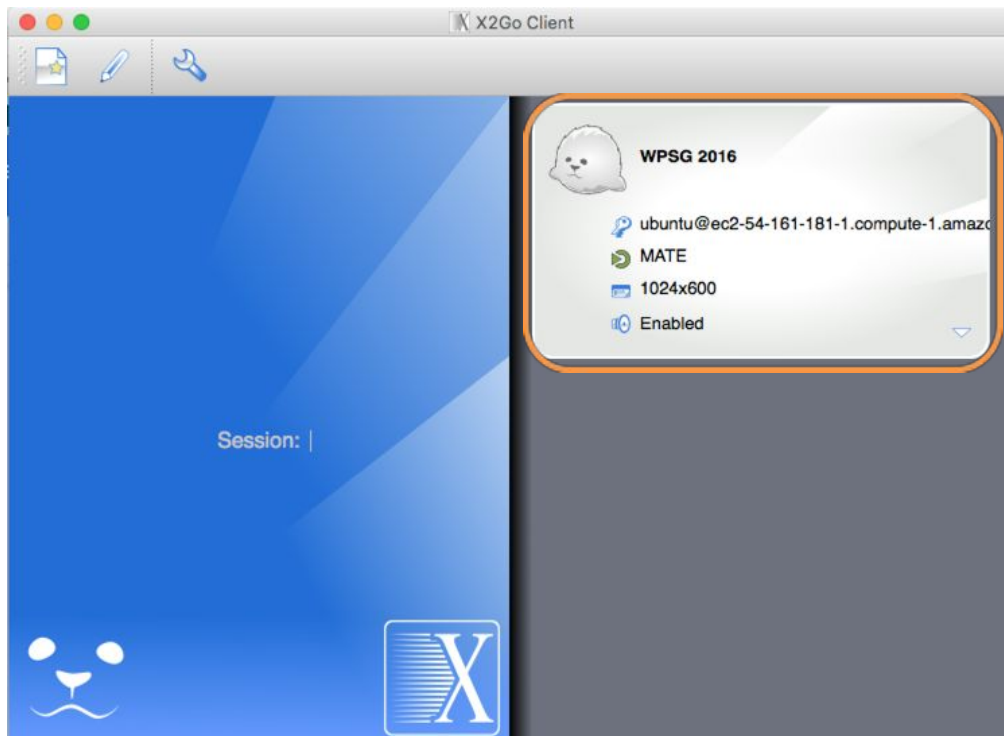 X2Go Client
Session:
WPSG 2016
ubuntu@ec2-54-161-181-1.compute-1.amazo
MATE
1024x600
Enabled
X